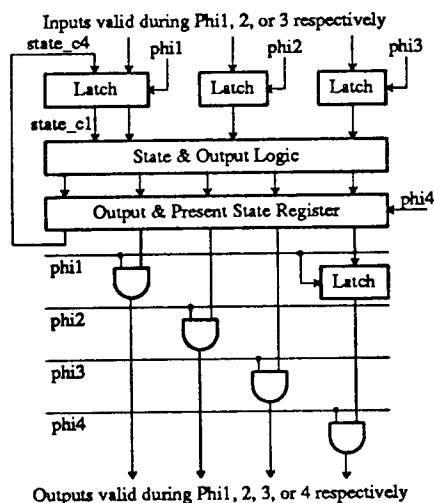 Inputs valid during Phi1, 2, or 3 respectively
state_c4
phi1
phi2
phi3
Latch
Latch
Latch
state_c1
State & Output Logic
Output & Present State Register
phi4
phi1
Latch
phi2
phi3
phi4
Outputs valid during Phi1, 2, 3, or 4 respectively